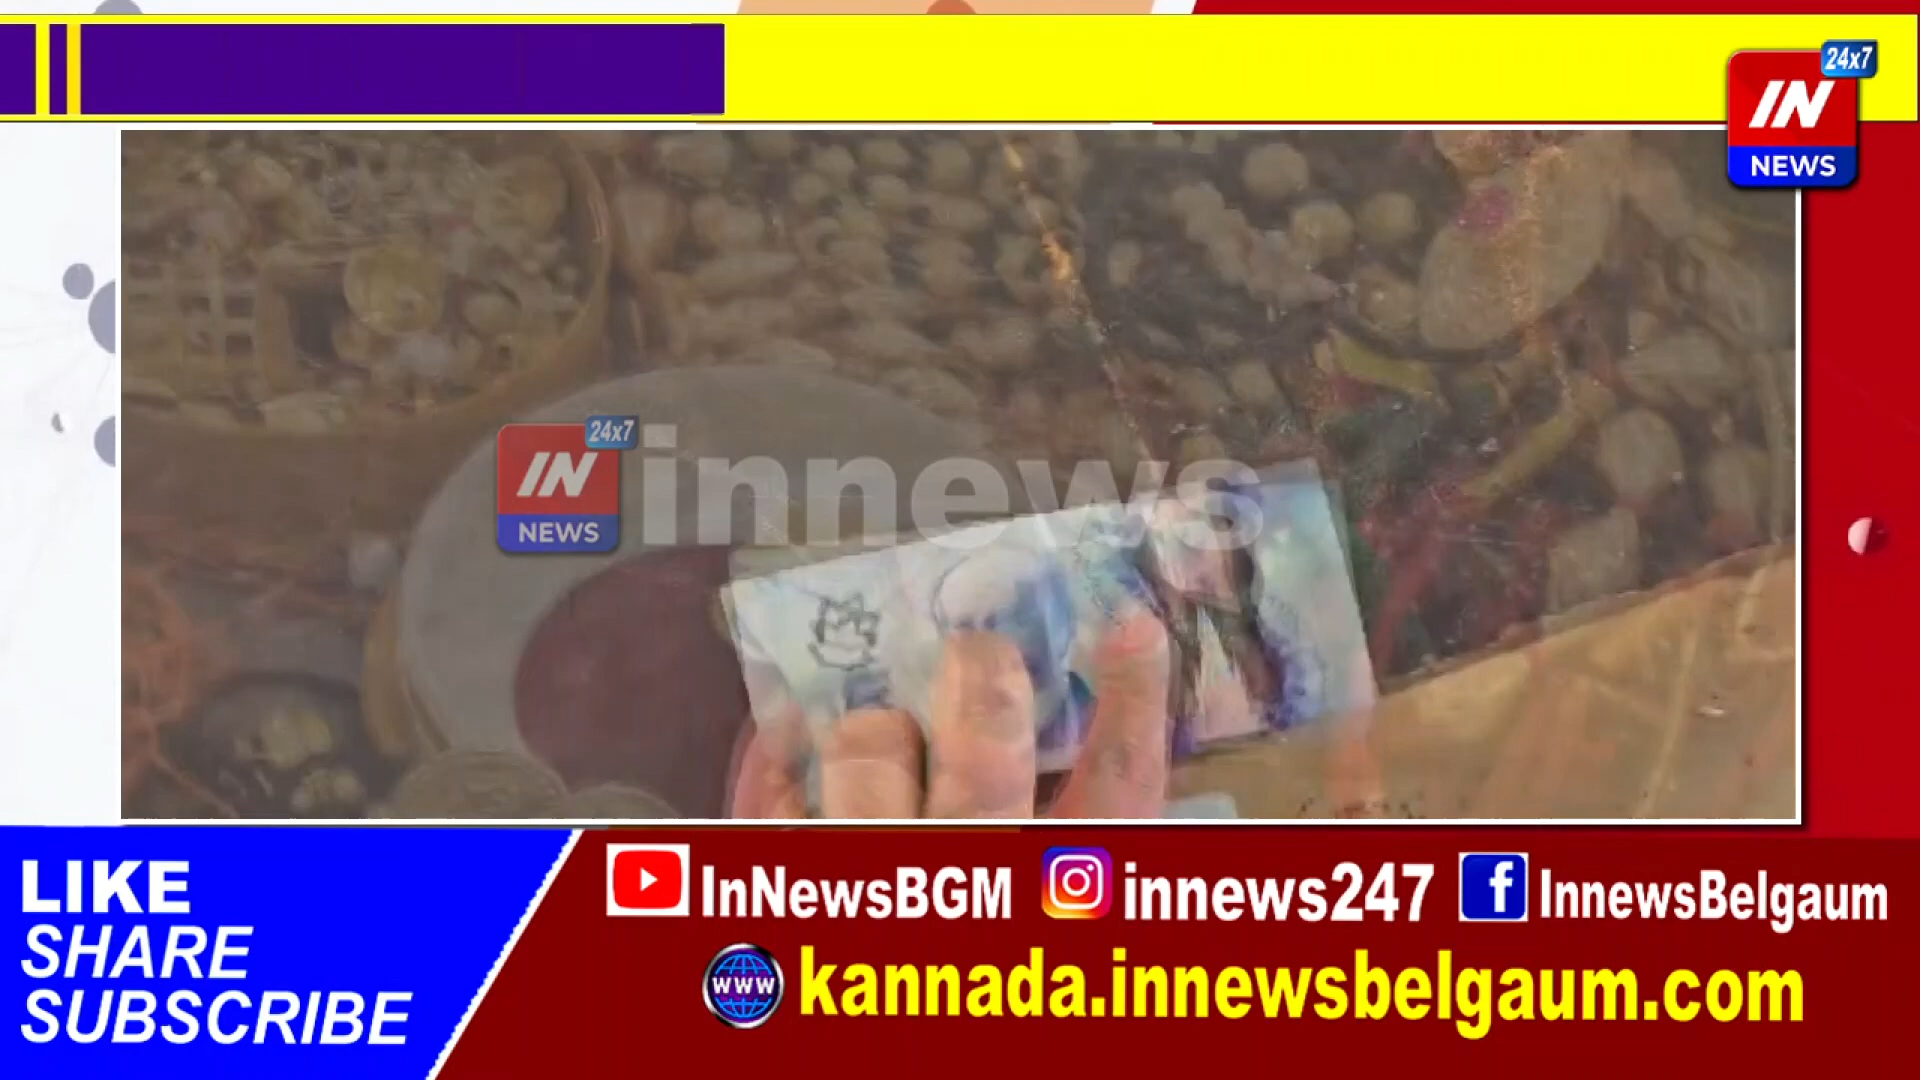 24x7
IN
NEWS
24x7
IN
NEWS
innews
LIKE
SHARE
SUBSCRIBE
InNewsBGM
innews247
InnewsBelgaum
www
kannada.innewsbelgaum.com